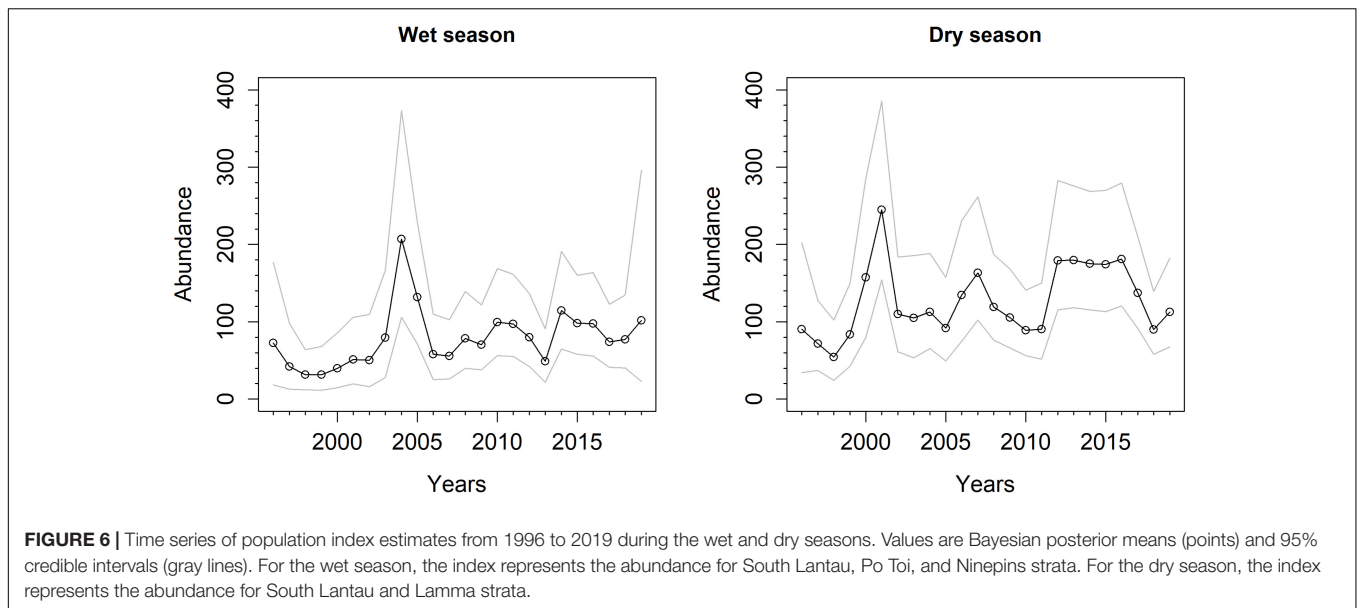 Wet season
Abundance
400
300
200
100
0
2000 2005 2010 2015
Years
Dry season
Abundance
400
300
200
100
0
2000 2005 2010 2015
Years
FIGURE 6 | Time series of population index estimates from 1996 to 2019 during the wet and dry seasons. Values are Bayesian posterior means (points) and 95%
credible intervals (gray lines). For the wet season, the index represents the abundance for South Lantau, Po Toi, and Ninepins strata. For the dry season, the index
represents the abundance for South Lantau and Lamma strata.